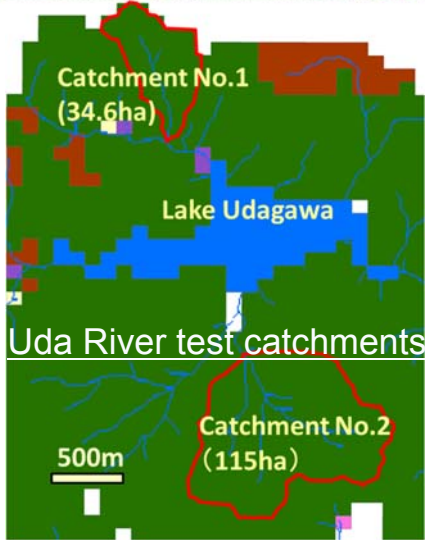 Catchment No.1
(34.6ha)
Lake Udagawa
Uda River test catchments
Catchment No.2
500m
（115ha）